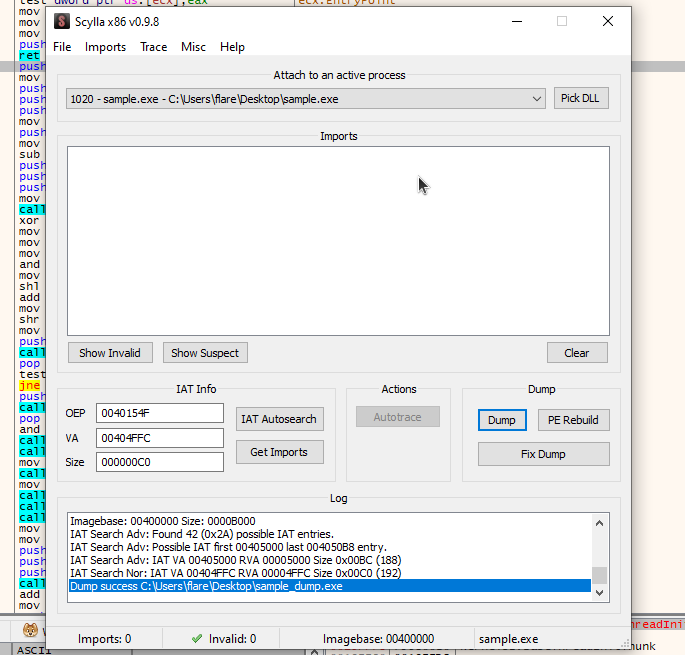 test dword ptr ds:[ecx],eax ecx:EntryPoint
mov
mov
mov
push
ret
push
mov
push
push
push
mov
push
mov
sub
push
push
push
mov
call
xor
mov
mov
mov
and
mov
shl
add
mov
shr
mov
push
call
pop
test
jne
push
call
pop
and
call
call
mov
call
mov
call
call
call
mov
mov
push
push
push
call
add
mov
Scylla x86 v0.9.8
File Imports Trace Misc Help
Attach to an active process
1020 - sample.exe - C:\Users\flare\Desktop\sample.exe
Pick DLL
Imports
Show Invalid
Show Suspect
Clear
IAT Info
OEP 0040154F
VA 00404FFC
Size 000000C0
IAT Autosearch
Get Imports
Actions
Autotrace
Dump
Dump
PE Rebuild
Fix Dump
Log
Imagebase: 00400000 Size: 0000B000
IAT Search Adv: Found 42 (0x2A) possible IAT entries.
IAT Search Adv: Possible IAT first 00405000 last 004050B8 entry.
IAT Search Adv: IAT VA 00405000 RVA 00005000 Size 0x00BC (188)
IAT Search Nor: IAT VA 00404FFC RVA 00004FFC Size 0x00C0 (192)
Dump success C:\Users\flare\Desktop\sample_dump.exe
Imports: 0
Invalid: 0
Imagebase: 00400000
sample.exe
readIni
ASCII
hunk